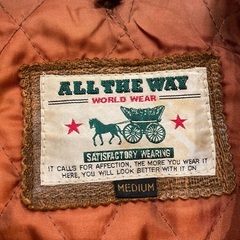 ALL THE WAY
WORLD WEAR
SATISFACTORY WEARING
IT CALLS FOR AFFECTION, THE MORE YOU WEAR IT
HERE, YOU WILL LOOK BETTER WITH IT ON
MEDIUM